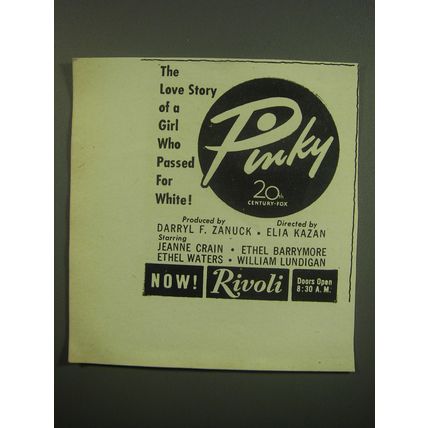 The
Love Story
of a
Girl
Who
Passed
For
White!
Pinky
20th
CENTURY-FOX
Produced by
DARRYL F. ZANUCK •
Directed by
ELIA KAZAN
Starring
JEANNE CRAIN • ETHEL BARRYMORE
ETHEL WATERS • WILLIAM LUNDIGAN
NOW!
Rivoli
Doors Open
8:30 A.M.